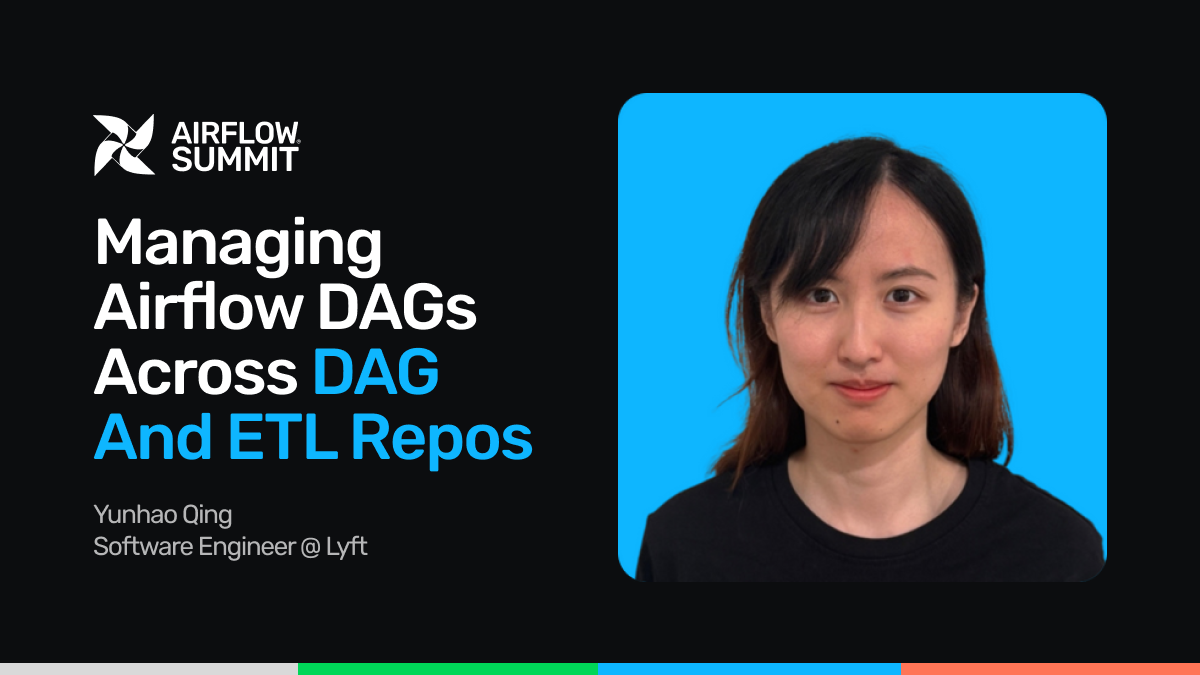 AIRFLOW
SUMMIT
Managing
Airflow DAGs
Across DAG
And ETL Repos
Yunhao Qing
Software Engineer @ Lyft